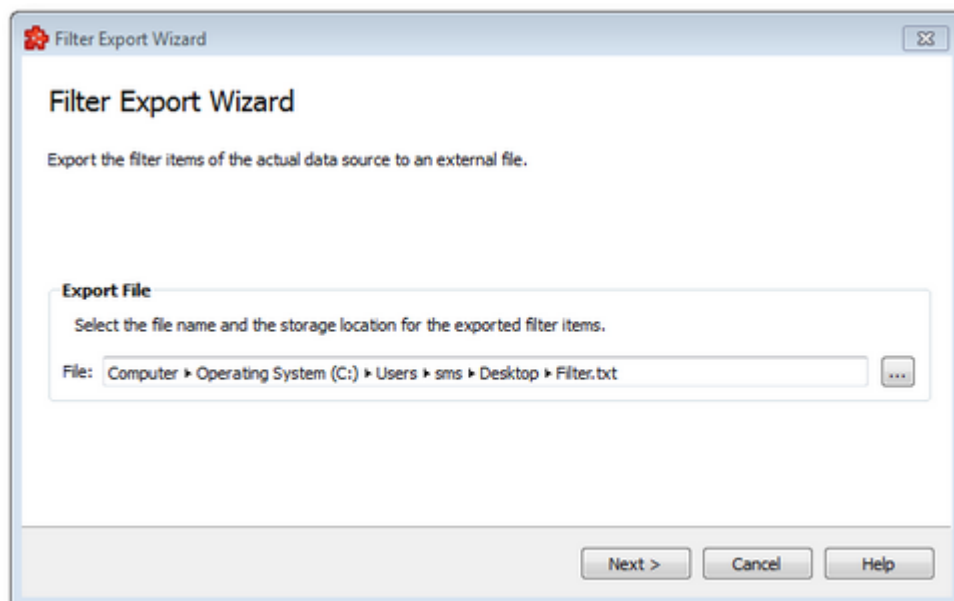 Filter Export Wizard
Filter Export Wizard
Export the filter items of the actual data source to an external file.
Export File
Select the file name and the storage location for the exported filter items.
File: Computer ▸ Operating System (C:) ▸ Users ▸ sms ▸ Desktop ▸ Filter.txt ...
Next > Cancel Help